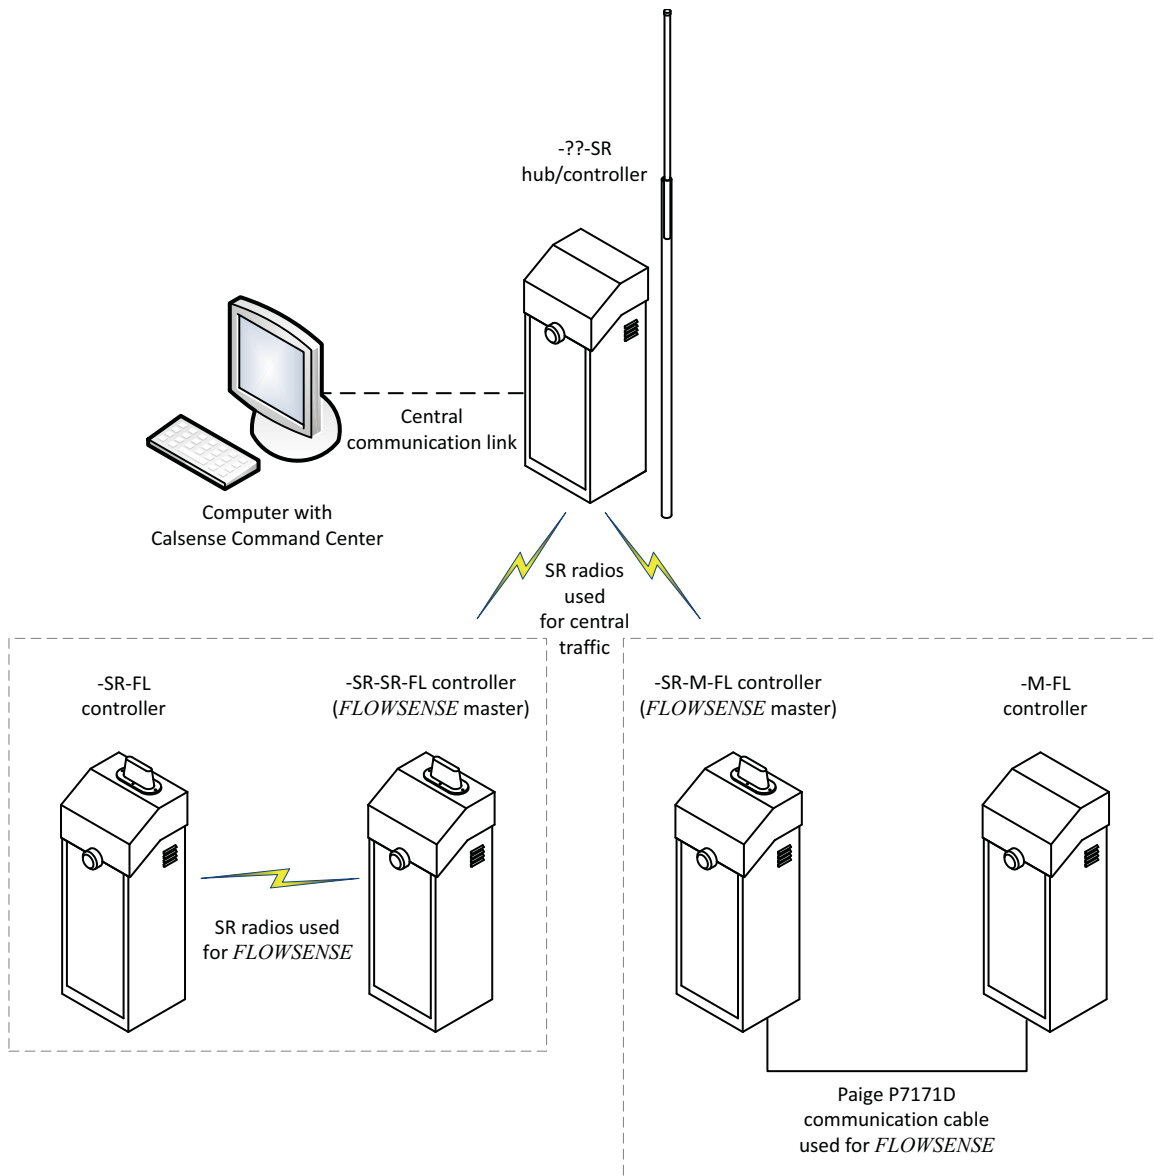 -??-SR
hub/controller
Central
communication link
Computer with
Calsense Command Center
SR radios
used
for central
traffic
-SR-FL
controller
-SR-SR-FL controller
(FLOWSENSE master)
-SR-M-FL controller
(FLOWSENSE master)
-M-FL
controller
SR radios used
for FLOWSENSE
Paige P7171D
communication cable
used for FLOWSENSE